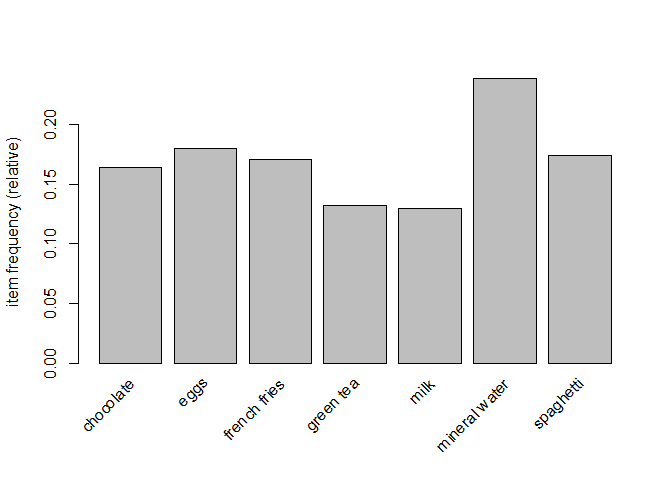 item frequency (relative)
0.20
0.15
0.10
0.05
0.00
chocolate
eggs
french fries
green tea
milk
mineral water
spaghetti